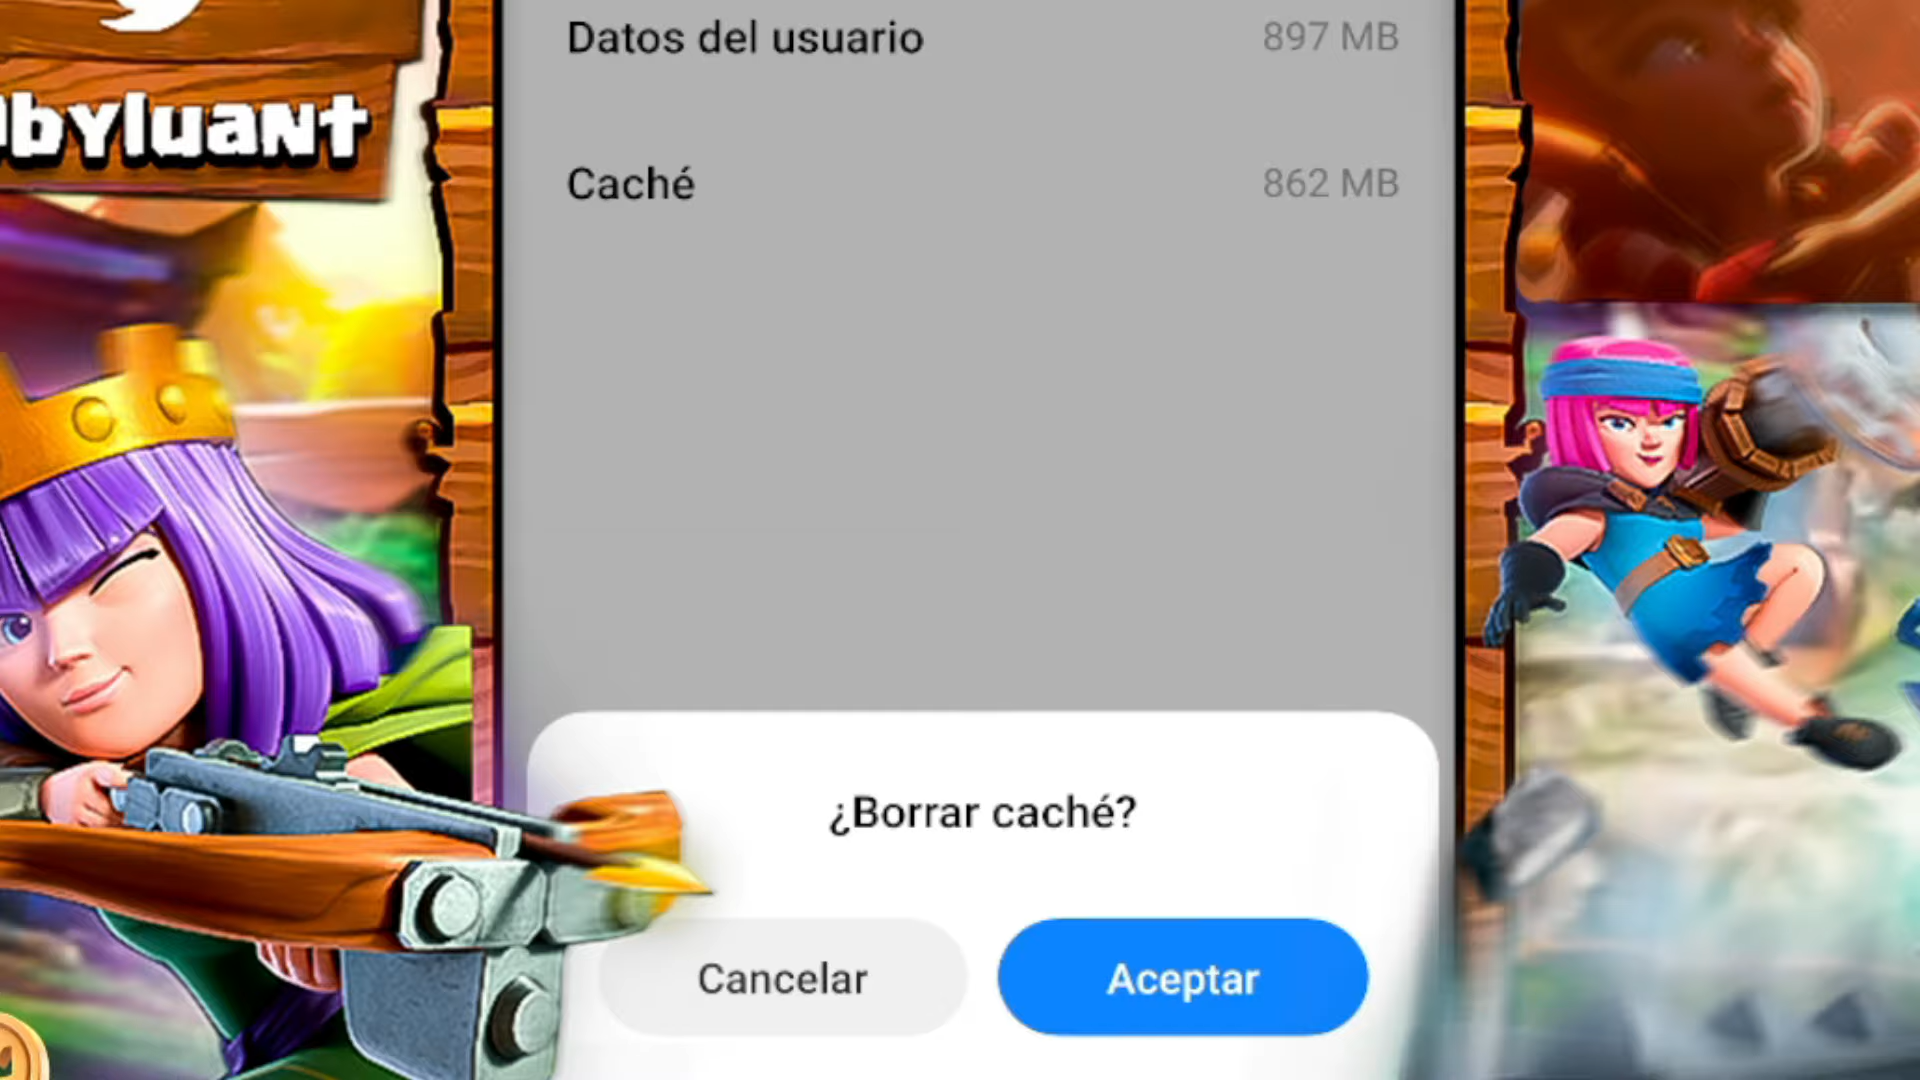 byluant
Datos del usuario 897 MB
Caché 862 MB
¿Borrar caché?
Cancelar Aceptar